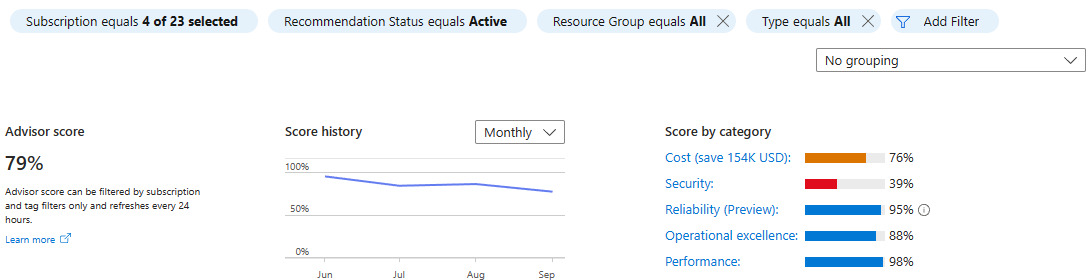 Subscription equals 4 of 23 selected
Recommendation Status equals Active
Resource Group equals All
Type equals All
Add Filter
No grouping
Advisor score
79%
Advisor score can be filtered by subscription
and tag filters only and refreshes every 24
hours.
Learn more
Score history
Monthly
100%
50%
0%
Jun Jul Aug Sep
Score by category
Cost (save 154K USD): 76%
Security: 39%
Reliability (Preview): 95%
Operational excellence: 88%
Performance: 98%